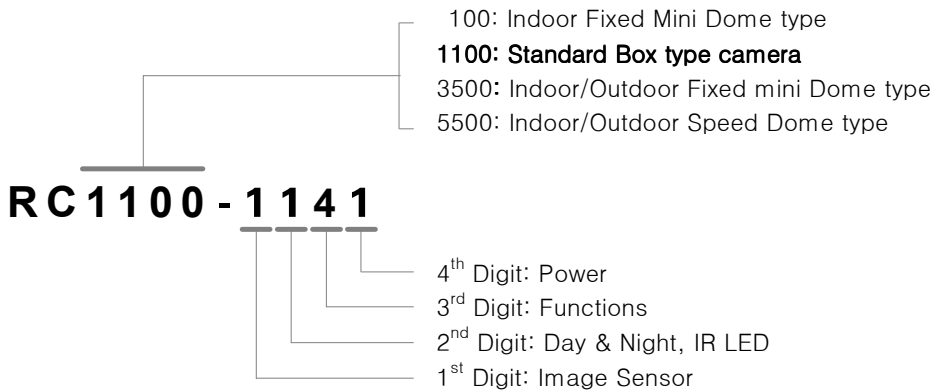 100: Indoor Fixed Mini Dome type
1100: Standard Box type camera
3500: Indoor/Outdoor Fixed mini Dome type
5500: Indoor/Outdoor Speed Dome type
RC1100-1141
4th Digit: Power
3rd Digit: Functions
2nd Digit: Day & Night, IR LED
1st Digit: Image Sensor